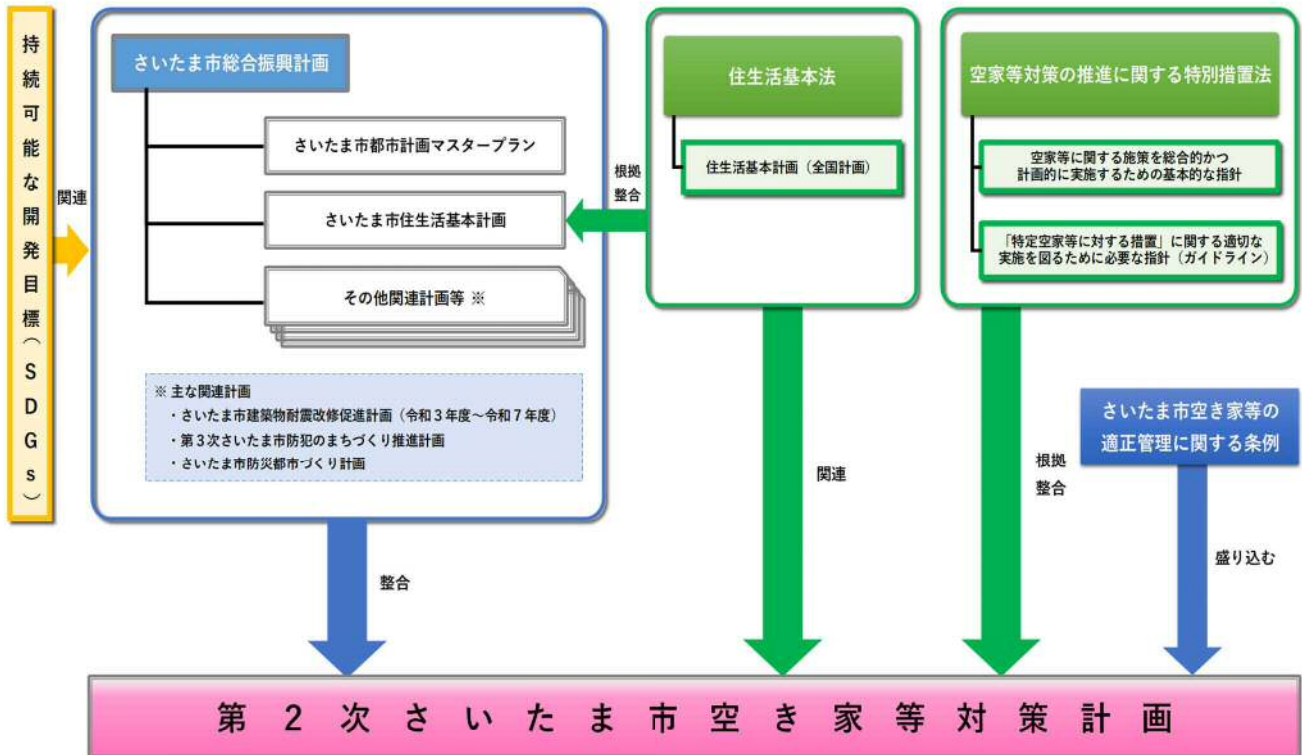 持続可能な開発目標（SDGs）
関連
さいたま市総合振興計画
さいたま市都市計画マスタープラン
さいたま市住生活基本計画
その他関連計画等 ※
※ 主な関連計画
・さいたま市建築物耐震改修促進計画（令和３年度～令和７年度）
・第３次さいたま市防犯のまちづくり推進計画
・さいたま市防災都市づくり計画
整合
根拠
整合
住生活基本法
住生活基本計画（全国計画）
関連
空家等対策の推進に関する特別措置法
空家等に関する施策を総合的かつ
計画的に実施するための基本的な指針
「特定空家等に対する措置」に関する適切な
実施を図るために必要な指針（ガイドライン）
根拠
整合
さいたま市空き家等の
適正管理に関する条例
盛り込む
第２次さいたま市空き家等対策計画